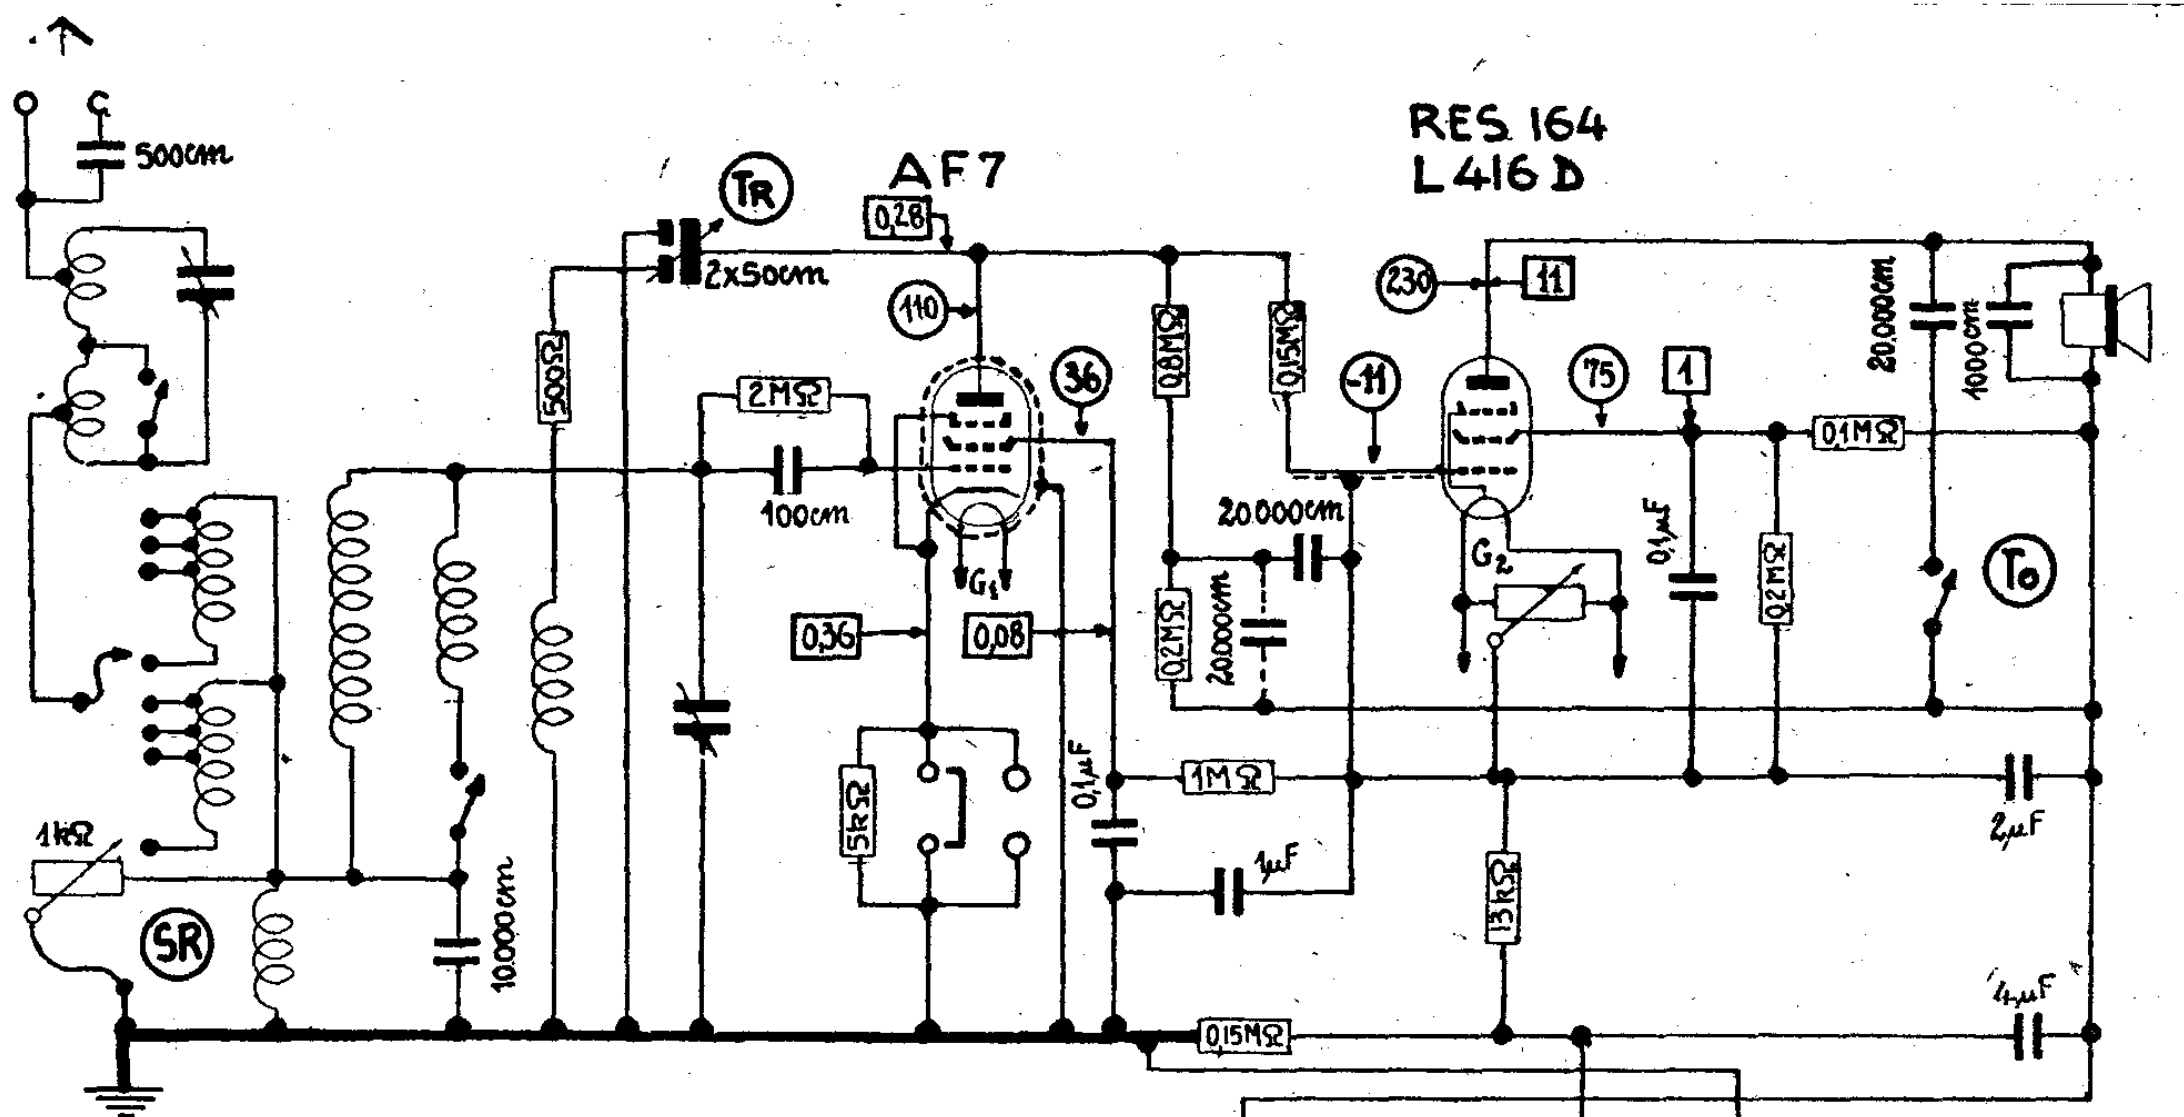 RES 164
L416D
500cm
AF7
TR
0,28
2x50cm
110
230
11
20.000cm
1000cm
500Ω
0,8MΩ
0,15MΩ
36
-11
75
1
2MΩ
0,1MΩ
100cm
20.000cm
0,1µF
G1
G2
0,2MΩ
To
0,36
0,08
0,2MΩ
20.000cm
0,1µF
1MΩ
5kΩ
2µF
1kΩ
1µF
13kΩ
10.000cm
SR
4µF
0,15MΩ